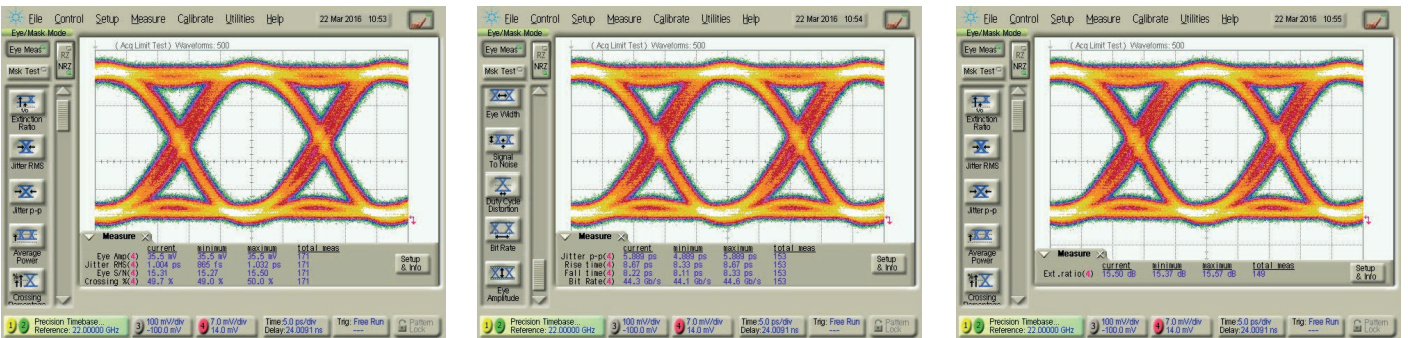 File Control Setup Measure Calibrate Utilities Help 22 Mar 2016 10:53
Eye/Mask Mode
Eye Meas
RZ
NRZ
Msk Test
( Acq Limit Test ) Waveforms: 500
Extinction
Ratio
Jitter RMS
Jitter p-p
Average
Power
Crossing
Measure
current minimum maximum total meas
Eye Amp(4) 35.5 mV 35.5 mV 35.5 mV 171
Jitter RMS(4) 1.004 ps 865 fs 1.032 ps 171
Eye S/N(4) 15.31 15.27 15.50 171
Crossing %(4) 49.7 % 49.0 % 50.0 % 171
Setup
& Info
1 2 Precision Timebase...
Reference: 22.00000 GHz
3 100 mV/div
-100.0 mV
4 7.0 mV/div
14.0 mV
Time:5.0 ps/div
Delay:24.0091 ns
Trig: Free Run
---
Pattern
Lock
File Control Setup Measure Calibrate Utilities Help 22 Mar 2016 10:54
Eye/Mask Mode
Eye Meas
RZ
NRZ
Msk Test
( Acq Limit Test ) Waveforms: 500
Eye Width
Signal
To Noise
Duty Cycle
Distortion
Bit Rate
Eye
Amplitude
Measure
current minimum maximum total meas
Jitter p-p(4) 5.889 ps 4.889 ps 5.889 ps 153
Rise time(4) 8.67 ps 8.33 ps 8.67 ps 153
Fall time(4) 8.22 ps 8.11 ps 8.33 ps 153
Bit Rate(4) 44.3 Gb/s 44.1 Gb/s 44.6 Gb/s 153
Setup
& Info
1 2 Precision Timebase...
Reference: 22.00000 GHz
3 100 mV/div
-100.0 mV
4 7.0 mV/div
14.0 mV
Time:5.0 ps/div
Delay:24.0091 ns
Trig: Free Run
---
Pattern
Lock
File Control Setup Measure Calibrate Utilities Help 22 Mar 2016 10:55
Eye/Mask Mode
Eye Meas
RZ
NRZ
Msk Test
( Acq Limit Test ) Waveforms: 500
Extinction
Ratio
Jitter RMS
Jitter p-p
Average
Power
Crossing
Measure
current minimum maximum total meas
Ext.ratio(4) 15.50 dB 15.37 dB 15.57 dB 149
Setup
& Info
1 2 Precision Timebase...
Reference: 22.00000 GHz
3 100 mV/div
-100.0 mV
4 7.0 mV/div
14.0 mV
Time:5.0 ps/div
Delay:24.0091 ns
Trig: Free Run
---
Pattern
Lock